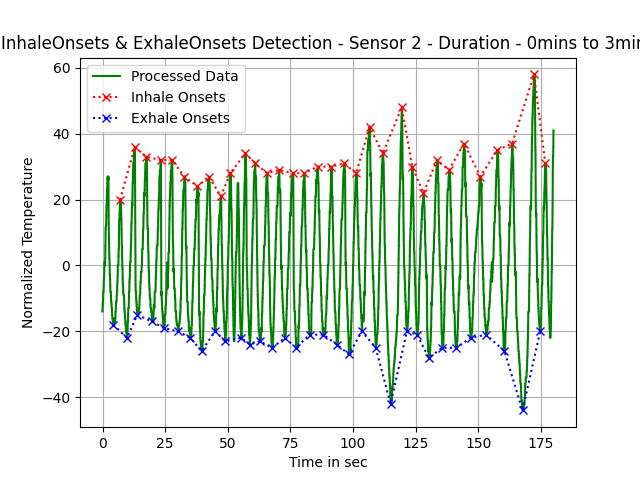 InhaleOnsets & ExhaleOnsets Detection - Sensor 2 - Duration - 0mins to 3min
Processed Data
Inhale Onsets
Exhale Onsets
Normalized Temperature
60
40
20
0
−20
−40
0 25 50 75 100 125 150 175
Time in sec